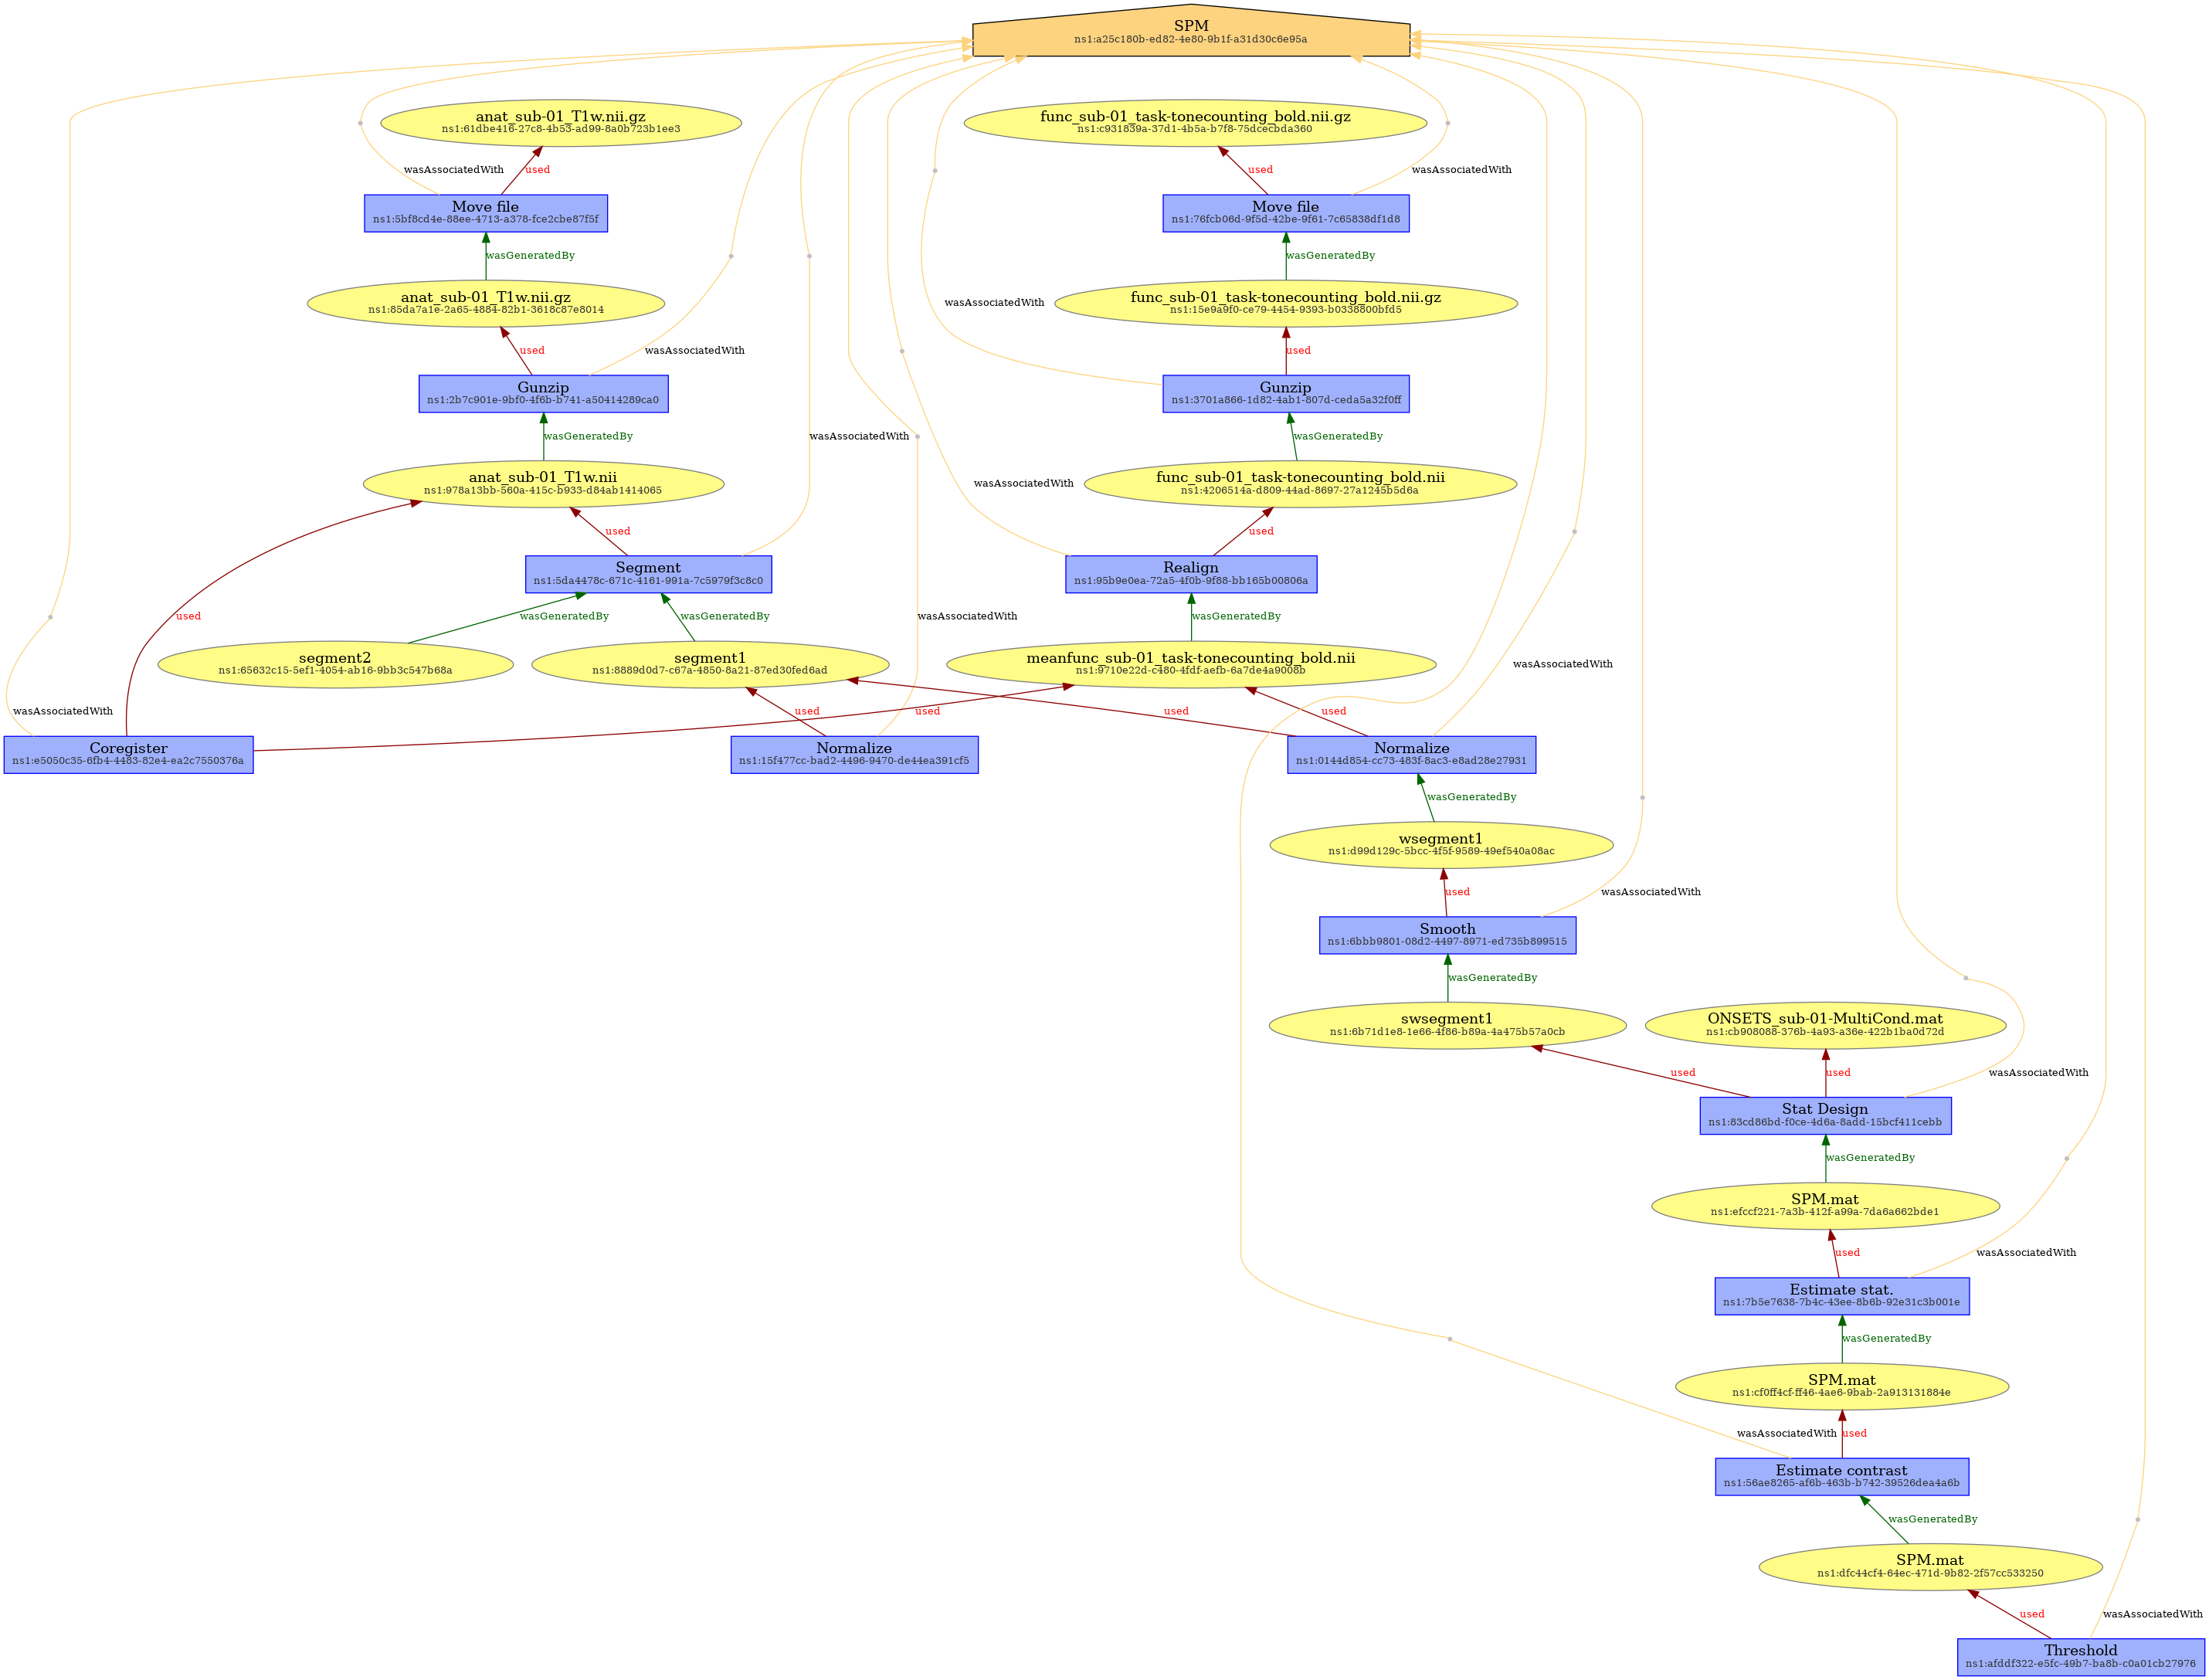 SPM
ns1:a25c180b-ed82-4e80-9b1f-a31d30c6e95a
anat_sub-01_T1w.nii.gz
ns1:61dbe416-27c8-4b53-ad99-8a0b723b1ee3
func_sub-01_task-tonecounting_bold.nii.gz
ns1:c931839a-37d1-4b5a-b7f8-75dcecbda360
wasAssociatedWith
used
used
wasAssociatedWith
Move file
ns1:5bf8cd4e-88ee-4713-a378-fce2cbe87f5f
Move file
ns1:76fcb06d-9f5d-42be-9f61-7c65838df1d8
wasGeneratedBy
wasGeneratedBy
anat_sub-01_T1w.nii.gz
ns1:85da7a1e-2a65-4884-82b1-3618c87e8014
func_sub-01_task-tonecounting_bold.nii.gz
ns1:15e9a9f0-ce79-4454-9393-b0338800bfd5
wasAssociatedWith
used
wasAssociatedWith
used
Gunzip
ns1:2b7c901e-9bf0-4f6b-b741-a50414289ca0
Gunzip
ns1:3701a866-1d82-4ab1-807d-ceda5a32f0ff
wasGeneratedBy
wasAssociatedWith
wasGeneratedBy
anat_sub-01_T1w.nii
ns1:978a13bb-560a-415c-b933-d84ab1414065
wasAssociatedWith
func_sub-01_task-tonecounting_bold.nii
ns1:4206514a-d809-44ad-8697-27a1245b5d6a
used
used
Segment
ns1:5da4478c-671c-4161-991a-7c5979f3c8c0
Realign
ns1:95b9e0ea-72a5-4f0b-9f88-bb165b00806a
used
wasGeneratedBy
wasGeneratedBy
wasAssociatedWith
wasGeneratedBy
segment2
ns1:65632c15-5ef1-4054-ab16-9bb3c547b68a
segment1
ns1:8889d0d7-c67a-4850-8a21-87ed30fed6ad
meanfunc_sub-01_task-tonecounting_bold.nii
ns1:9710e22d-c480-4fdf-aefb-6a7de4a9008b
wasAssociatedWith
wasAssociatedWith
used
used
used
used
Coregister
ns1:e5050c35-6fb4-4483-82e4-ea2c7550376a
Normalize
ns1:15f477cc-bad2-4496-9470-de44ea391cf5
Normalize
ns1:0144d854-cc73-483f-8ac3-e8ad28e27931
wasGeneratedBy
wsegment1
ns1:d99d129c-5bcc-4f5f-9589-49ef540a08ac
used
wasAssociatedWith
Smooth
ns1:6bbb9801-08d2-4497-8971-ed735b899515
wasGeneratedBy
swsegment1
ns1:6b71d1e8-1e66-4f86-b89a-4a475b57a0cb
ONSETS_sub-01-MultiCond.mat
ns1:cb908088-376b-4a93-a36e-422b1ba0d72d
used
used
wasAssociatedWith
Stat Design
ns1:83cd86bd-f0ce-4d6a-8add-15bcf411cebb
wasGeneratedBy
SPM.mat
ns1:efccf221-7a3b-412f-a99a-7da6a662bde1
used
wasAssociatedWith
Estimate stat.
ns1:7b5e7638-7b4c-43ee-8b6b-92e31c3b001e
wasGeneratedBy
SPM.mat
ns1:cf0ff4cf-ff46-4ae6-9bab-2a913131884e
wasAssociatedWith
used
Estimate contrast
ns1:56ae8265-af6b-463b-b742-39526dea4a6b
wasGeneratedBy
SPM.mat
ns1:dfc44cf4-64ec-471d-9b82-2f57cc533250
used
wasAssociatedWith
Threshold
ns1:afddf322-e5fc-49b7-ba8b-c0a01cb27976